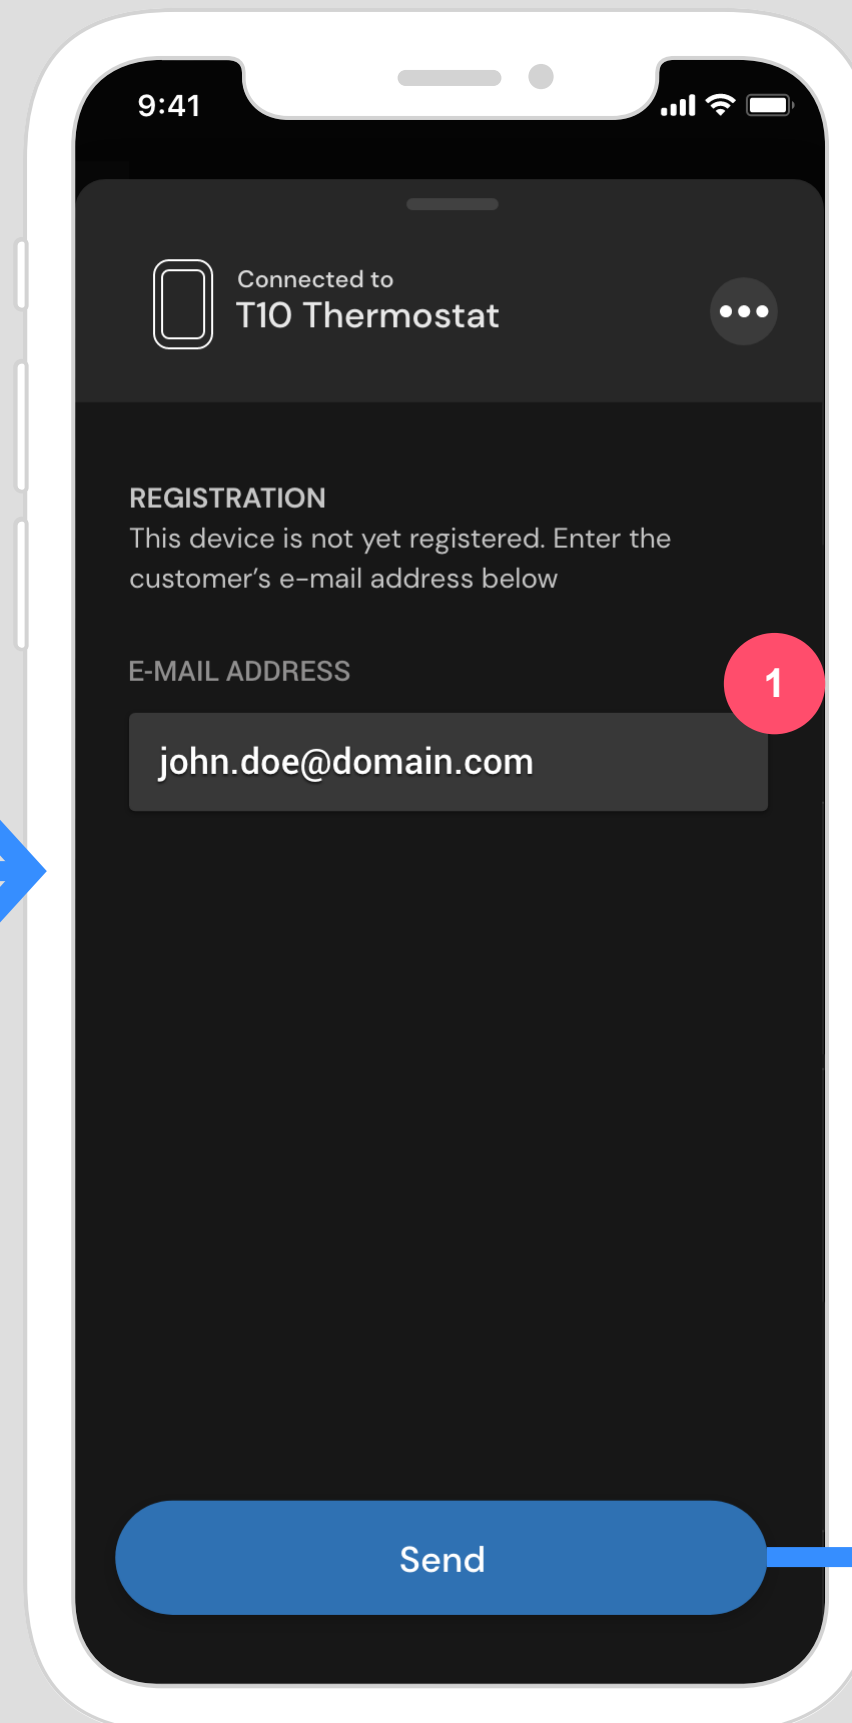 9:41
Connected to
T10 Thermostat
REGISTRATION
This device is not yet registered. Enter the
customer’s e-mail address below
E-MAIL ADDRESS
1
john.doe@domain.com
Send